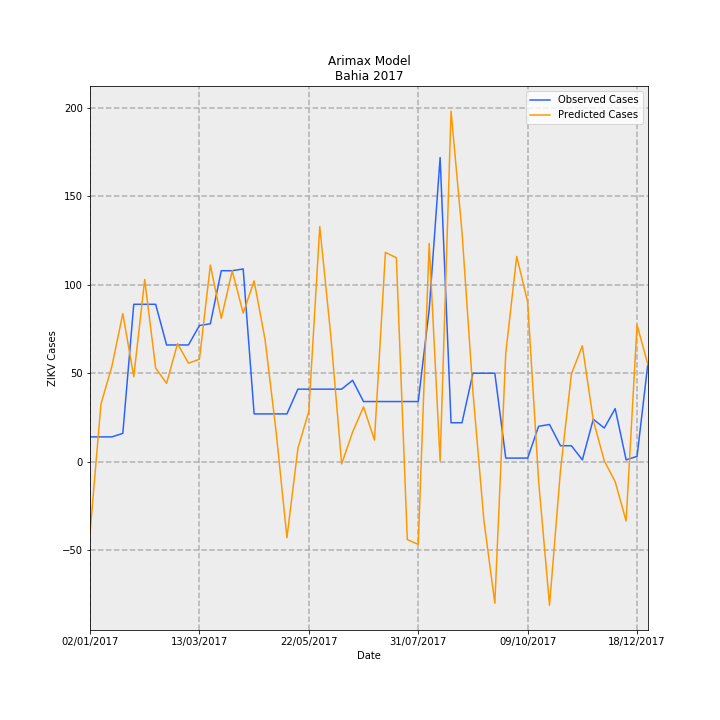 Arimax Model
Bahia 2017
Observed Cases
Predicted Cases
200
150
100
50
0
−50
ZIKV Cases
02/01/2017 13/03/2017 22/05/2017 31/07/2017 09/10/2017 18/12/2017
Date